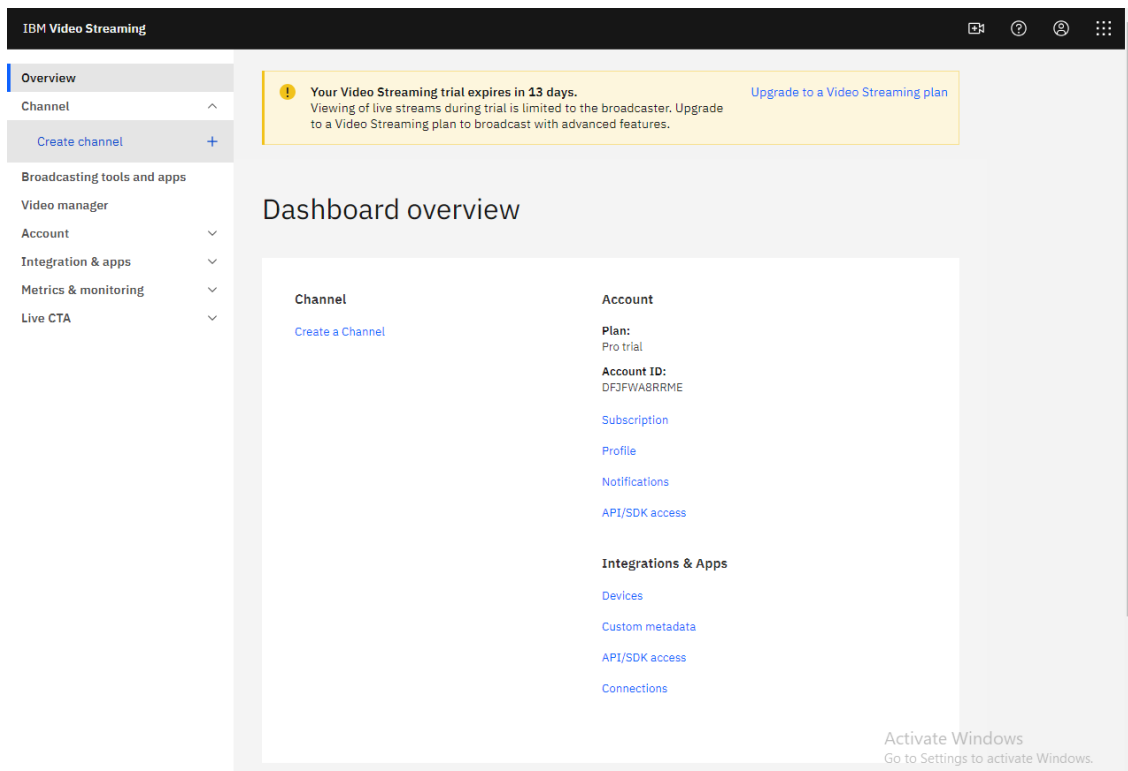 IBM Video Streaming
Overview
Channel
Create channel +
Broadcasting tools and apps
Video manager
Account
Integration & apps
Metrics & monitoring
Live CTA
Your Video Streaming trial expires in 13 days.
Viewing of live streams during trial is limited to the broadcaster. Upgrade
to a Video Streaming plan to broadcast with advanced features.
Upgrade to a Video Streaming plan
Dashboard overview
Channel
Create a Channel
Account
Plan:
Pro trial
Account ID:
DFJFWA8RRME
Subscription
Profile
Notifications
API/SDK access
Integrations & Apps
Devices
Custom metadata
API/SDK access
Connections
Activate Windows
Go to Settings to activate Windows.